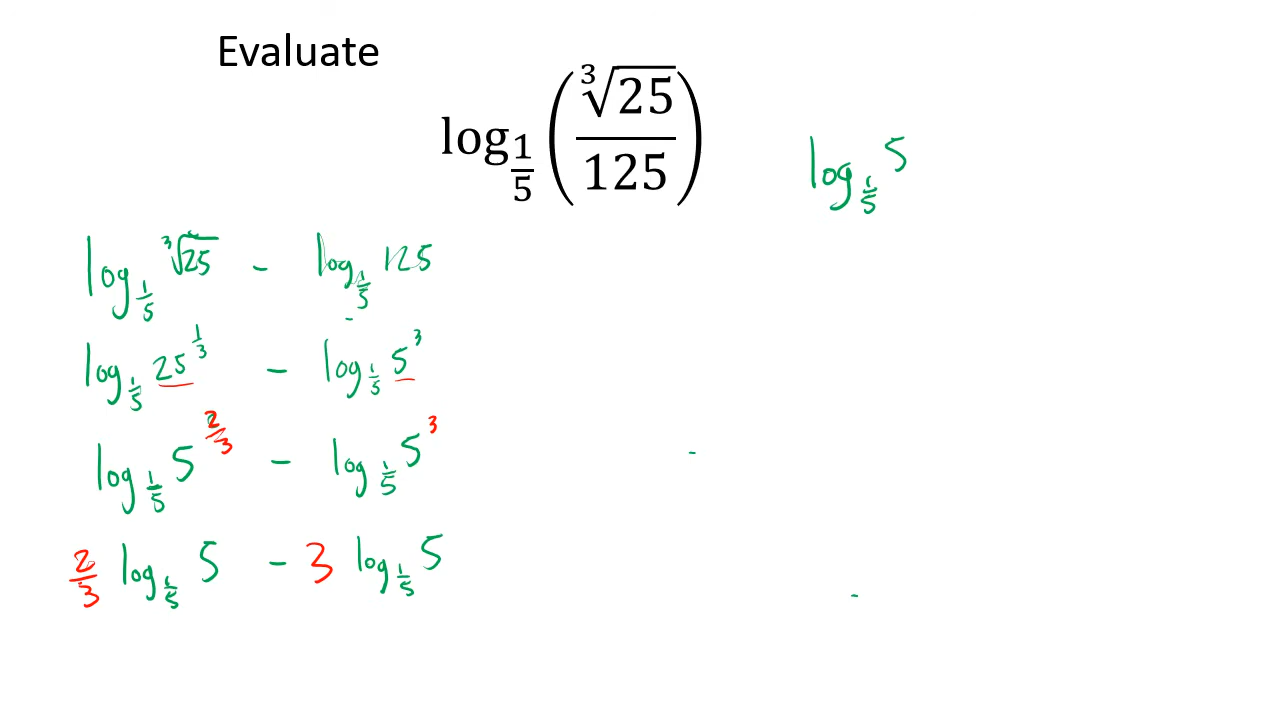 Evaluate
log_{1/5}(∛25/125)
log_{1/5} 5
log_{1/5} ∛25 - log_{1/5} 125
log_{1/5} 25^{1/3} - log_{1/5} 5^3
log_{1/5} 5^{2/3} - log_{1/5} 5^3
2/3 log_{1/5} 5 - 3 log_{1/5} 5